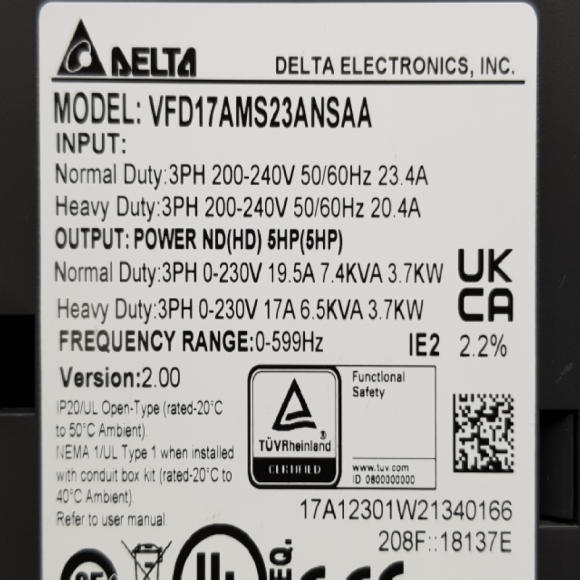 DELTA
DELTA ELECTRONICS, INC.
MODEL: VFD17AMS23ANSAA
INPUT:
Normal Duty:3PH 200-240V 50/60Hz 23.4A
Heavy Duty:3PH 200-240V 50/60Hz 20.4A
OUTPUT: POWER ND(HD) 5HP(5HP)
Normal Duty:3PH 0-230V 19.5A 7.4KVA 3.7KW
Heavy Duty:3PH 0-230V 17A 6.5KVA 3.7KW
UK
CA
FREQUENCY RANGE:0-599Hz
IE2 2.2%
Version:2.00
IP20/UL Open-Type (rated-20°C
to 50°C Ambient).
NEMA 1/UL Type 1 when installed
with conduit box kit (rated-20°C to
40°C Ambient).
Refer to user manual.
TÜVRheinland
CERTIFIED
Functional
Safety
www.tuv.com
ID 0600000000
17A12301W21340166
208F::18137E
UL
EQ.